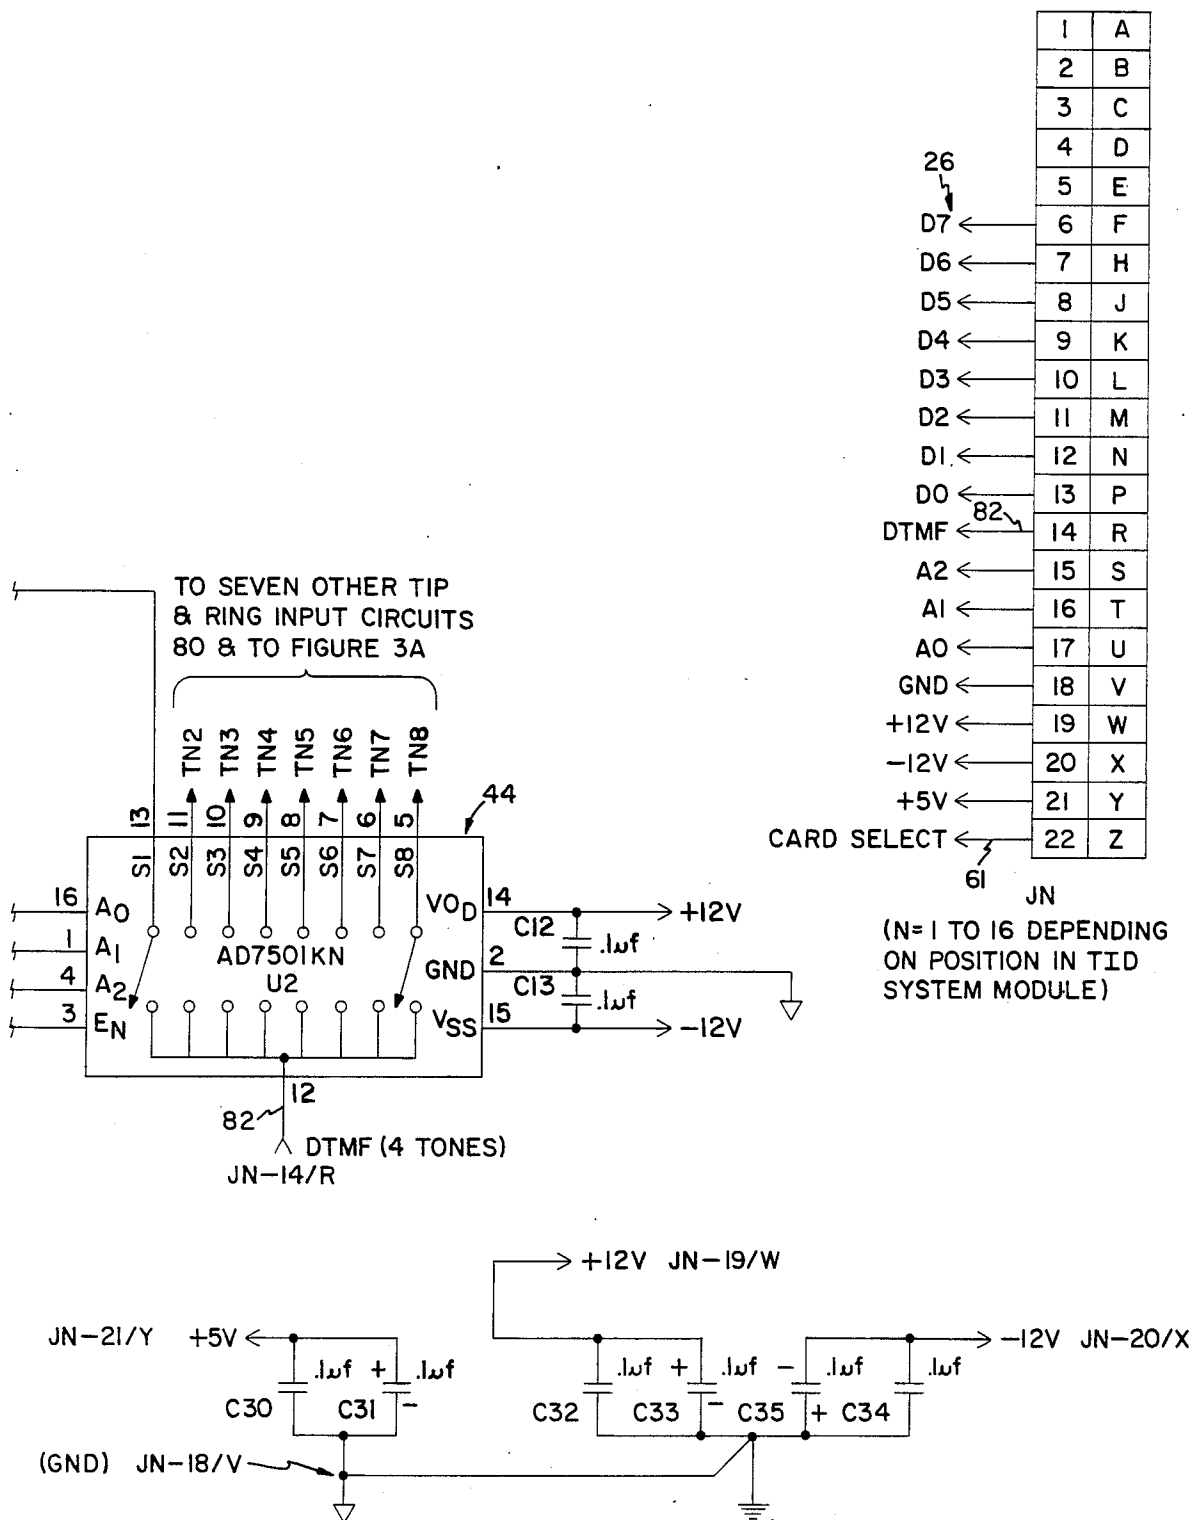 1 A
2 B
3 C
4 D
26
5 E
D7 6 F
D6 7 H
D5 8 J
D4 9 K
D3 10 L
D2 11 M
D1 12 N
D0 13 P
82
DTMF 14 R
A2 15 S
A1 16 T
A0 17 U
GND 18 V
+12V 19 W
-12V 20 X
+5V 21 Y
CARD SELECT 22 Z
61
JN
(N=1 TO 16 DEPENDING
ON POSITION IN TID
SYSTEM MODULE)
TO SEVEN OTHER TIP
& RING INPUT CIRCUITS
80 & TO FIGURE 3A
TN2 TN3 TN4 TN5 TN6 TN7 TN8
44
13 11 10 9 8 7 6 5
S1 S2 S3 S4 S5 S6 S7 S8
16 A0
1 A1
4 A2
3 EN
AD7501KN
U2
VOD 14
GND 2
VSS 15
+12V
C12 .1uf
C13 .1uf
-12V
12
82
DTMF (4 TONES)
JN-14/R
+12V JN-19/W
JN-21/Y +5V
-12V JN-20/X
.1uf + .1uf
C30 C31 -
.1uf + .1uf - .1uf .1uf
C32 C33 - C35 + C34
(GND) JN-18/V